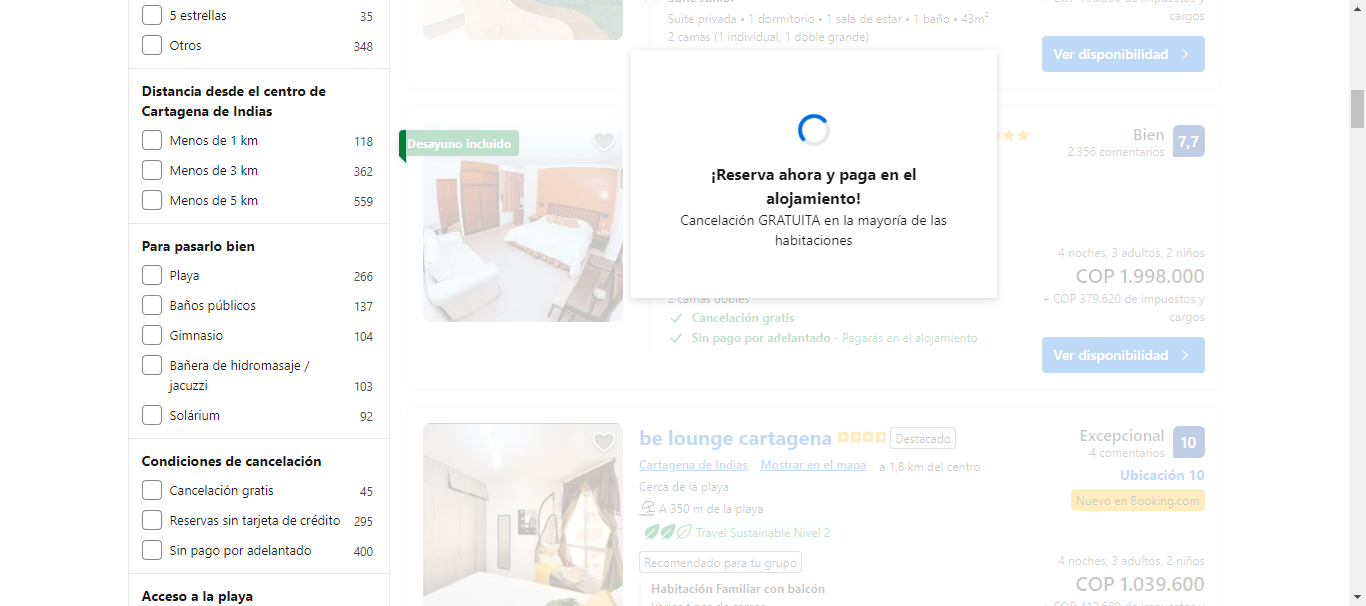 5 estrellas 35
Otros 348
Distancia desde el centro de
Cartagena de Indias
Menos de 1 km 118
Menos de 3 km 362
Menos de 5 km 559
Para pasarlo bien
Playa 266
Baños públicos 137
Gimnasio 104
Bañera de hidromasaje /
jacuzzi 103
Solárium 92
Condiciones de cancelación
Cancelación gratis 45
Reservas sin tarjeta de crédito 295
Sin pago por adelantado 400
Acceso a la playa
Suite privada • 1 dormitorio • 1 sala de estar • 1 baño • 43m²
2 camas (1 individual, 1 doble grande)
de impuestos y
cargos
Ver disponibilidad
¡Reserva ahora y paga en el
alojamiento!
Cancelación GRATUITA en la mayoría de las
habitaciones
Desayuno incluido
Bien 7,7
2.356 comentarios
4 noches, 3 adultos, 2 niños
COP 1.998.000
+ COP 379.620 de impuestos y
cargos
2 camas dobles
Cancelación gratis
Sin pago por adelantado - Pagarás en el alojamiento
Ver disponibilidad
be lounge cartagena Destacado
Cartagena de Indias Mostrar en el mapa a 1,8 km del centro
Cerca de la playa
A 350 m de la playa
Travel Sustainable Nivel 2
Recomendado para tu grupo
Habitación Familiar con balcón
Varios tipos de camas
Excepcional 10
4 comentarios
Ubicación 10
Nuevo en Booking.com
4 noches, 3 adultos, 2 niños
COP 1.039.600
+ COP 412.680 de impuestos y